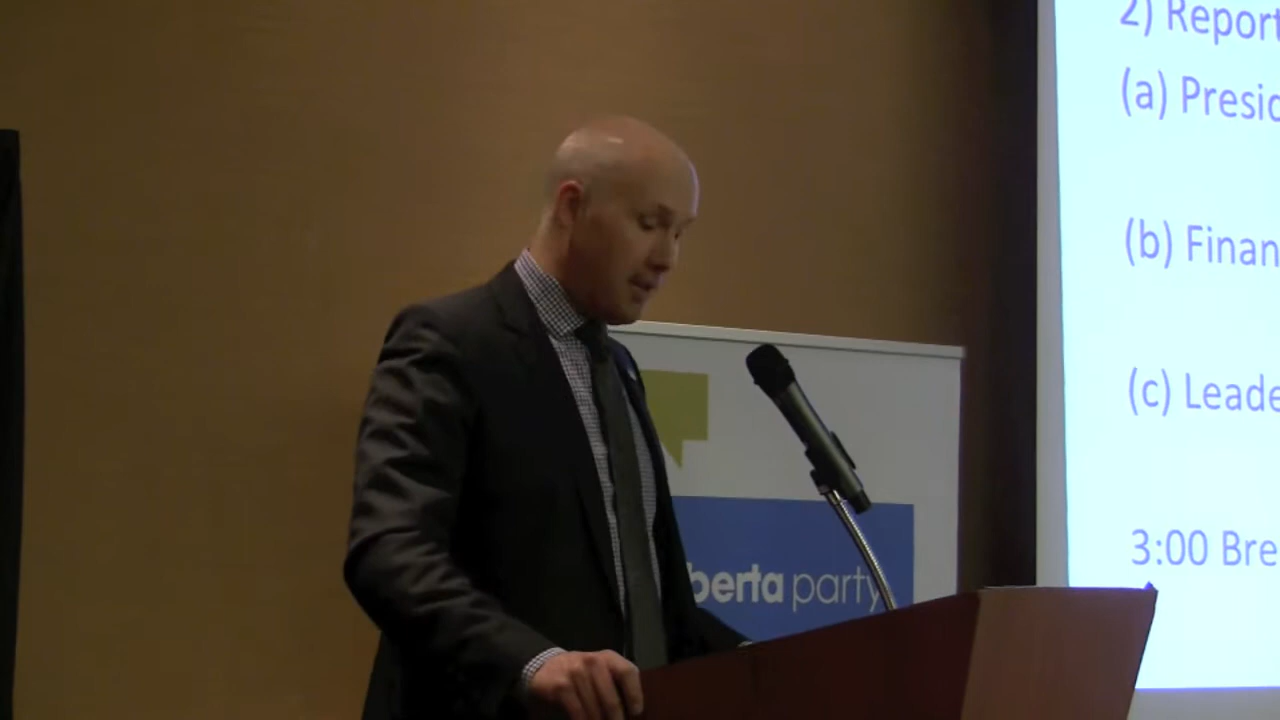 berta party
2) Report
(a) Presid
(b) Finan
(c) Leade
3:00 Bre